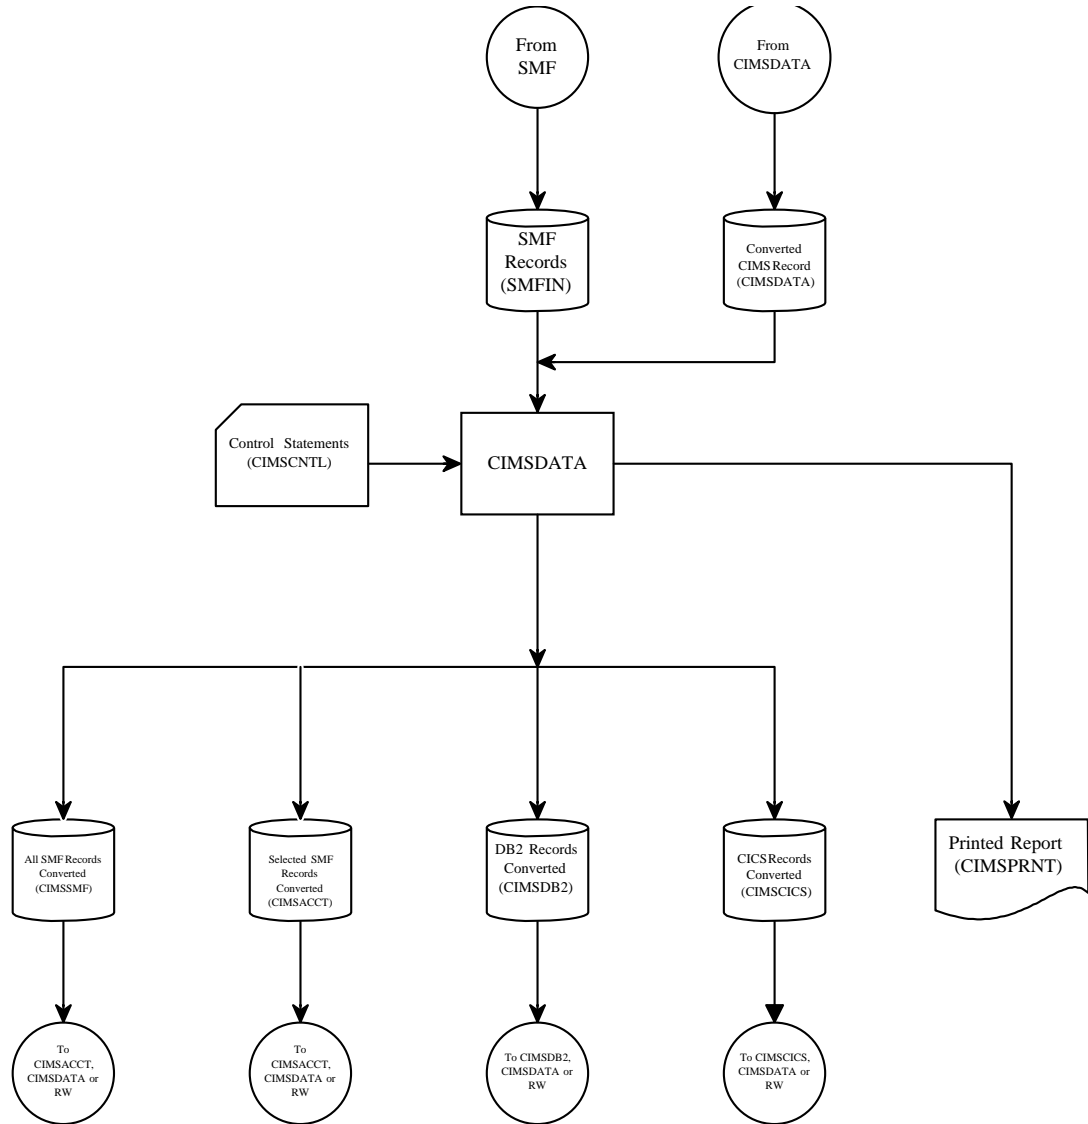 From
SMF
From
CIMSDATA
SMF
Records
(SMFIN)
Converted
CIMS Record
(CIMSDATA)
Control Statements
(CIMSCNTL)
CIMSDATA
All SMF Records
Converted
(CIMSSMF)
Selected SMF
Records
Converted
(CIMSACCT)
DB2 Records
Converted
(CIMSDB2)
CICS Records
Converted
(CIMSCICS)
Printed Report
(CIMSPRNT)
To
CIMSACCT,
CIMSDATA or
RW
To
CIMSACCT,
CIMSDATA or
RW
To CIMSDB2,
CIMSDATA or
RW
To CIMSCICS,
CIMSDATA or
RW